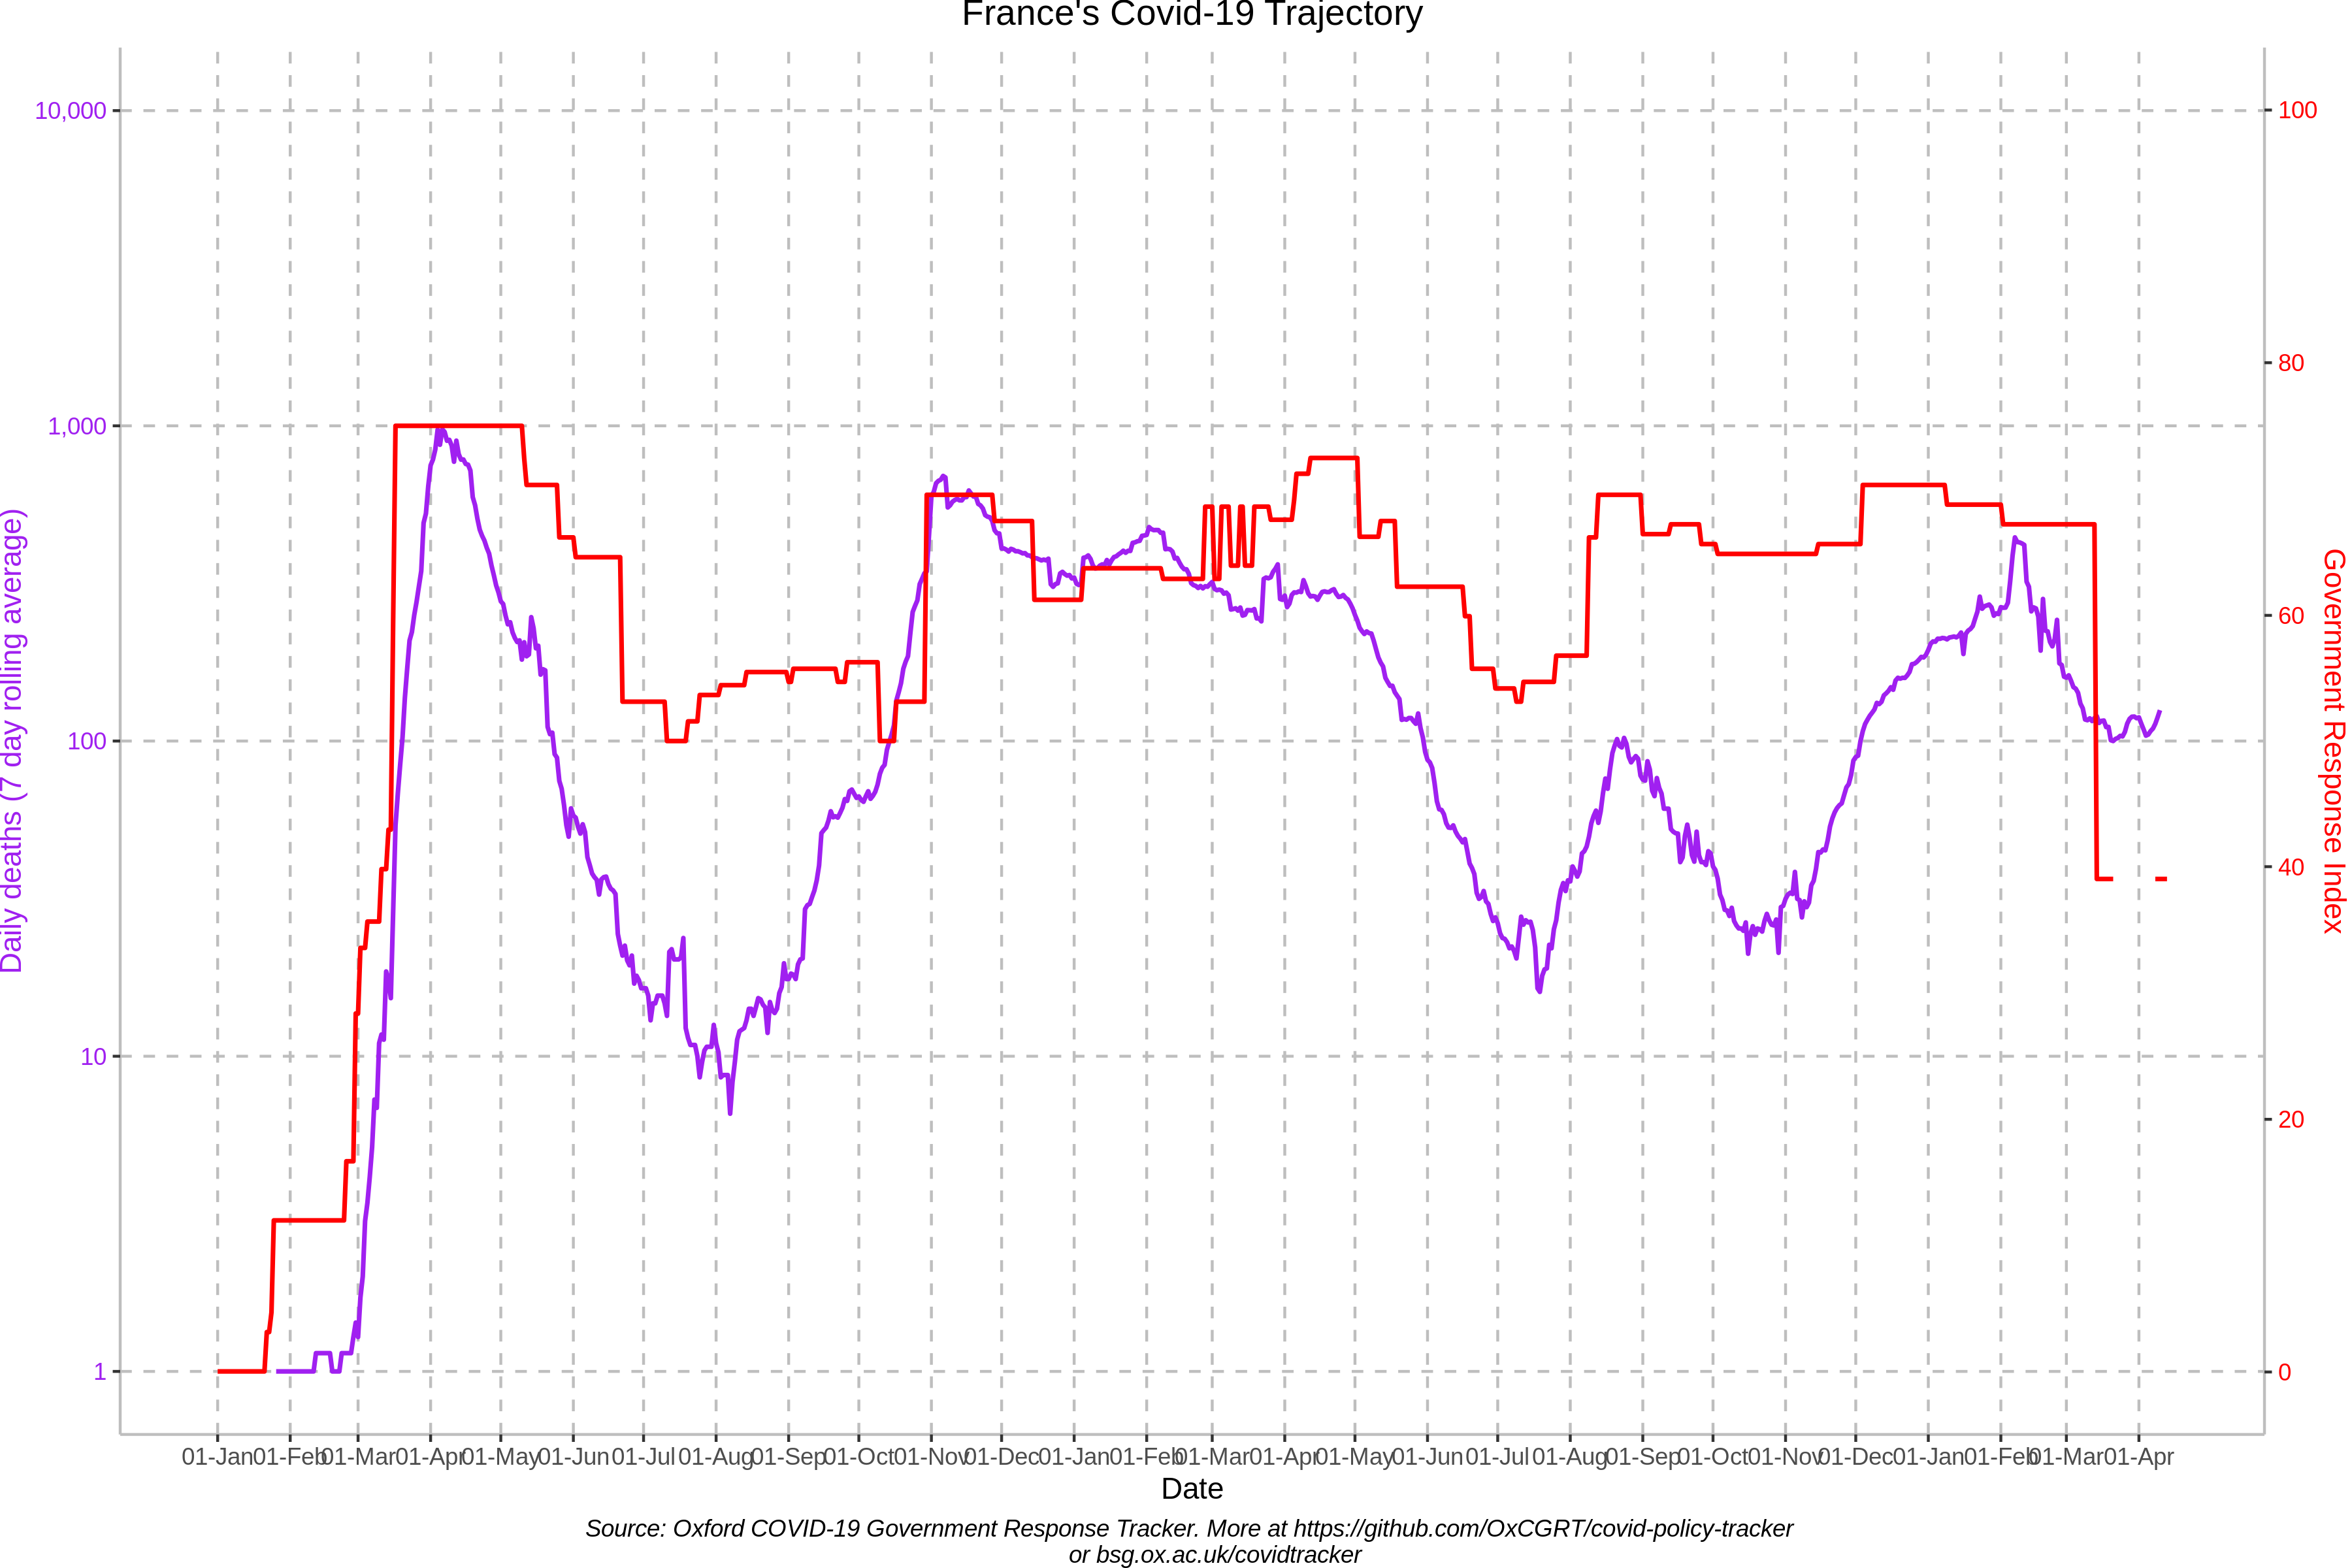 France's Covid-19 Trajectory
10,000
1,000
100
10
1
Daily deaths (7 day rolling average)
100
80
60
40
20
0
Government Response Index
01-Jan 01-Feb 01-Mar 01-Apr 01-May 01-Jun 01-Jul 01-Aug 01-Sep 01-Oct 01-Nov 01-Dec 01-Jan 01-Feb 01-Mar 01-Apr 01-May 01-Jun 01-Jul 01-Aug 01-Sep 01-Oct 01-Nov 01-Dec 01-Jan 01-Feb 01-Mar 01-Apr
Date
Source: Oxford COVID-19 Government Response Tracker. More at https://github.com/OxCGRT/covid-policy-tracker
or bsg.ox.ac.uk/covidtracker